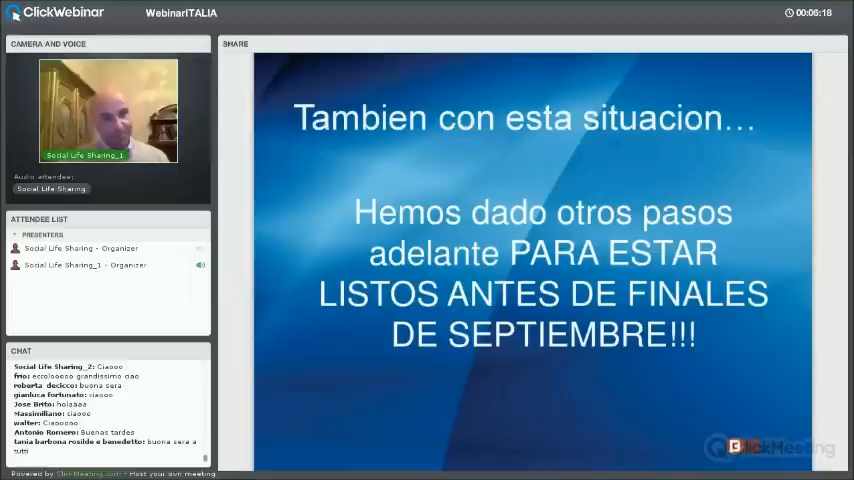 ClickWebinar
WebinarITALIA
00:06:18
CAMERA AND VOICE
Social Life Sharing_1
Audio attendee:
Social Life Sharing
ATTENDEE LIST
PRESENTERS
Social Life Sharing - Organizer
Social Life Sharing_1 - Organizer
CHAT
Social Life Sharing_2: Ciaooo
frio: eccolooooo grandissimo ciao
roberta decicco: buona sera
gianluca fortunato: ciaooo
Jose Brito: holaaaa
Massimiliano: ciaooo
walter: Ciaooooo
Antonio Romero: Buenas tardes
tania barbona rosilde e benedetto: buona sera a
tutti
Powered by ClickMeeting.com - Host your own meeting
SHARE
Tambien con esta situacion...
Hemos dado otros pasos
adelante PARA ESTAR
LISTOS ANTES DE FINALES
DE SEPTIEMBRE!!!
ClickMeeting